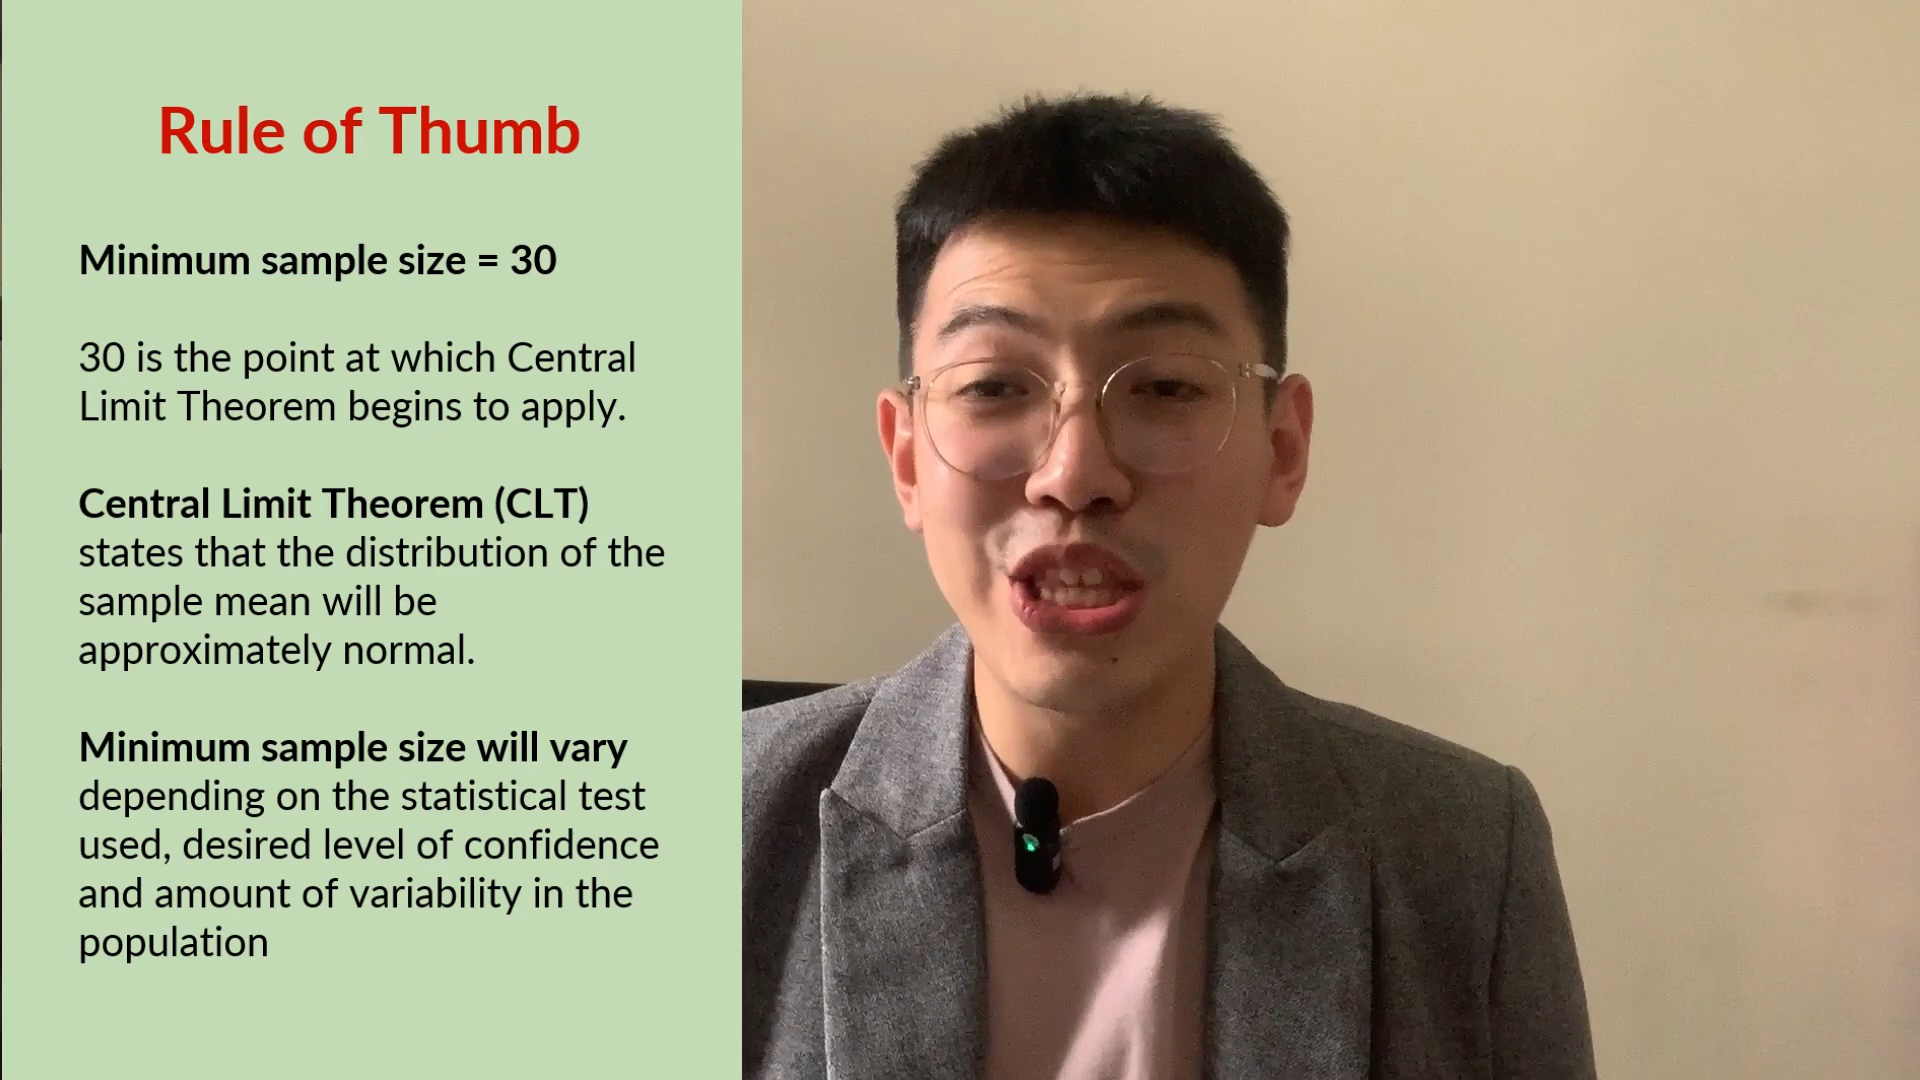 Rule of Thumb
Minimum sample size = 30
30 is the point at which Central
Limit Theorem begins to apply.
Central Limit Theorem (CLT)
states that the distribution of the
sample mean will be
approximately normal.
Minimum sample size will vary
depending on the statistical test
used, desired level of confidence
and amount of variability in the
population